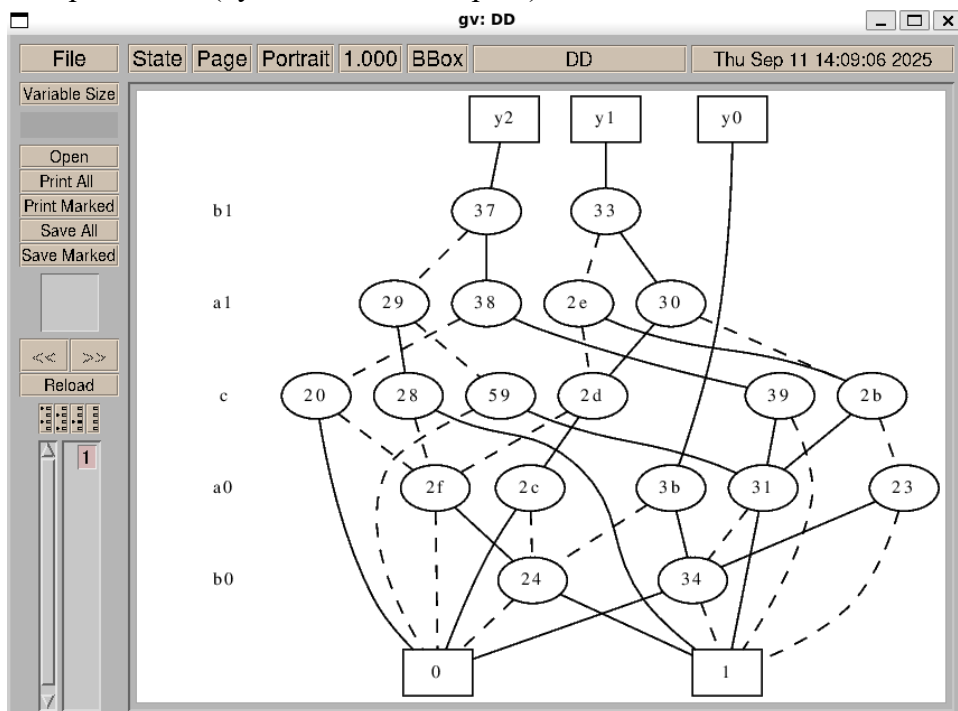 gv: DD
File State Page Portrait 1.000 BBox DD Thu Sep 11 14:09:06 2025
Variable Size
Open
Print All
Print Marked
Save All
Save Marked
<< >>
Reload
1
y2 y1 y0
b1 37 33
a1 29 38 2e 30
c 20 28 59 2d 39 2b
a0 2f 2c 3b 31 23
b0 24 34
0 1